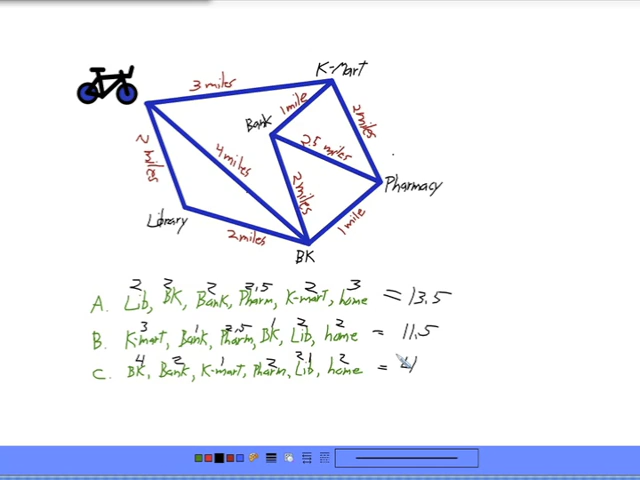 K-Mart
3 miles
1 mile
Bank
2 miles
2.5 miles
4 miles
2 miles
2 miles
Pharmacy
Library
1 mile
2 miles
BK
2 2 2 2.5 2 3
A. Lib, BK, Bank, Pharm, K-mart, home = 13.5
3 1 2.5 1 2 2
B. K-mart, Bank, Pharm, BK, Lib, home = 11.5
4 2 1 2 2 1 2
C. BK, Bank, K-mart, Pharm, Lib, home =